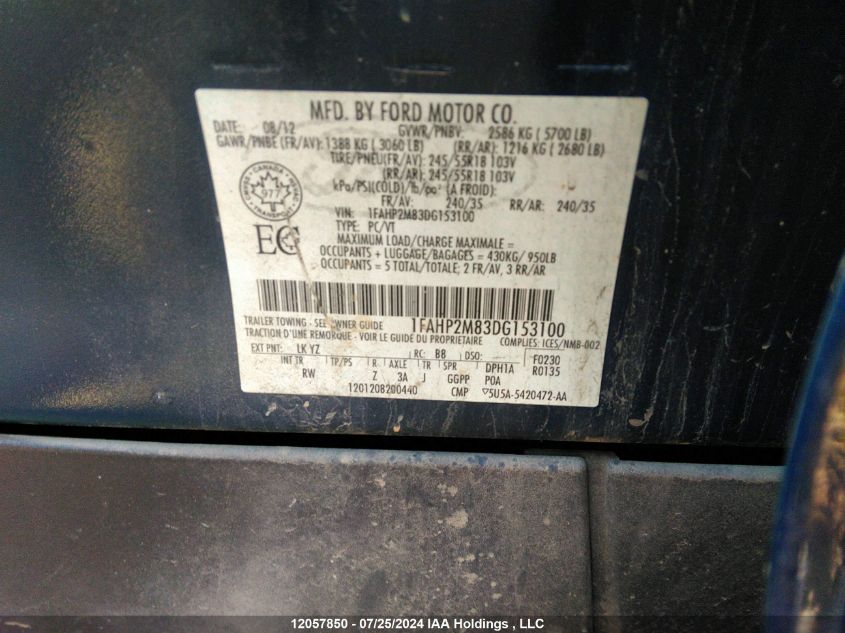 MFD. BY FORD MOTOR CO.
DATE: 08/12 GVWR/PNBV: 2586 KG ( 5700 LB)
GAWR/PNBE (FR/AV): 1388 KG ( 3060 LB) (RR/AR): 1216 KG ( 2680 LB)
TIRE/PNEU(FR/AV): 245/55R18 103V
(RR/AR): 245/55R18 103V
kPa/PSI(COLD)/lb/po² (A FROID):
FR/AV: 240/35 RR/AR: 240/35
VIN: 1FAHP2M83DG153100
TYPE: PC/VT
MAXIMUM LOAD/CHARGE MAXIMALE =
OCCUPANTS + LUGGAGE/BAGAGES = 430KG/ 950LB
OCCUPANTS = 5 TOTAL/TOTALE; 2 FR/AV, 3 RR/AR
CANADA
977
TRANSPORT
EC
1FAHP2M83DG153100
TRAILER TOWING - SEE OWNER GUIDE
TRACTION D'UNE REMORQUE - VOIR LE GUIDE DU PROPRIETAIRE COMPLIES: ICES/NMB-002
EXT PNT: LK YZ RC: B8 DSO: F0230
INT TR TP/PS R AXLE TR SPR DPH1A R0135
RW Z 3A J GGPP POA
1201208200440 CMP ▽5U5A-5420472-AA
12057850 - 07/25/2024 IAA Holdings , LLC